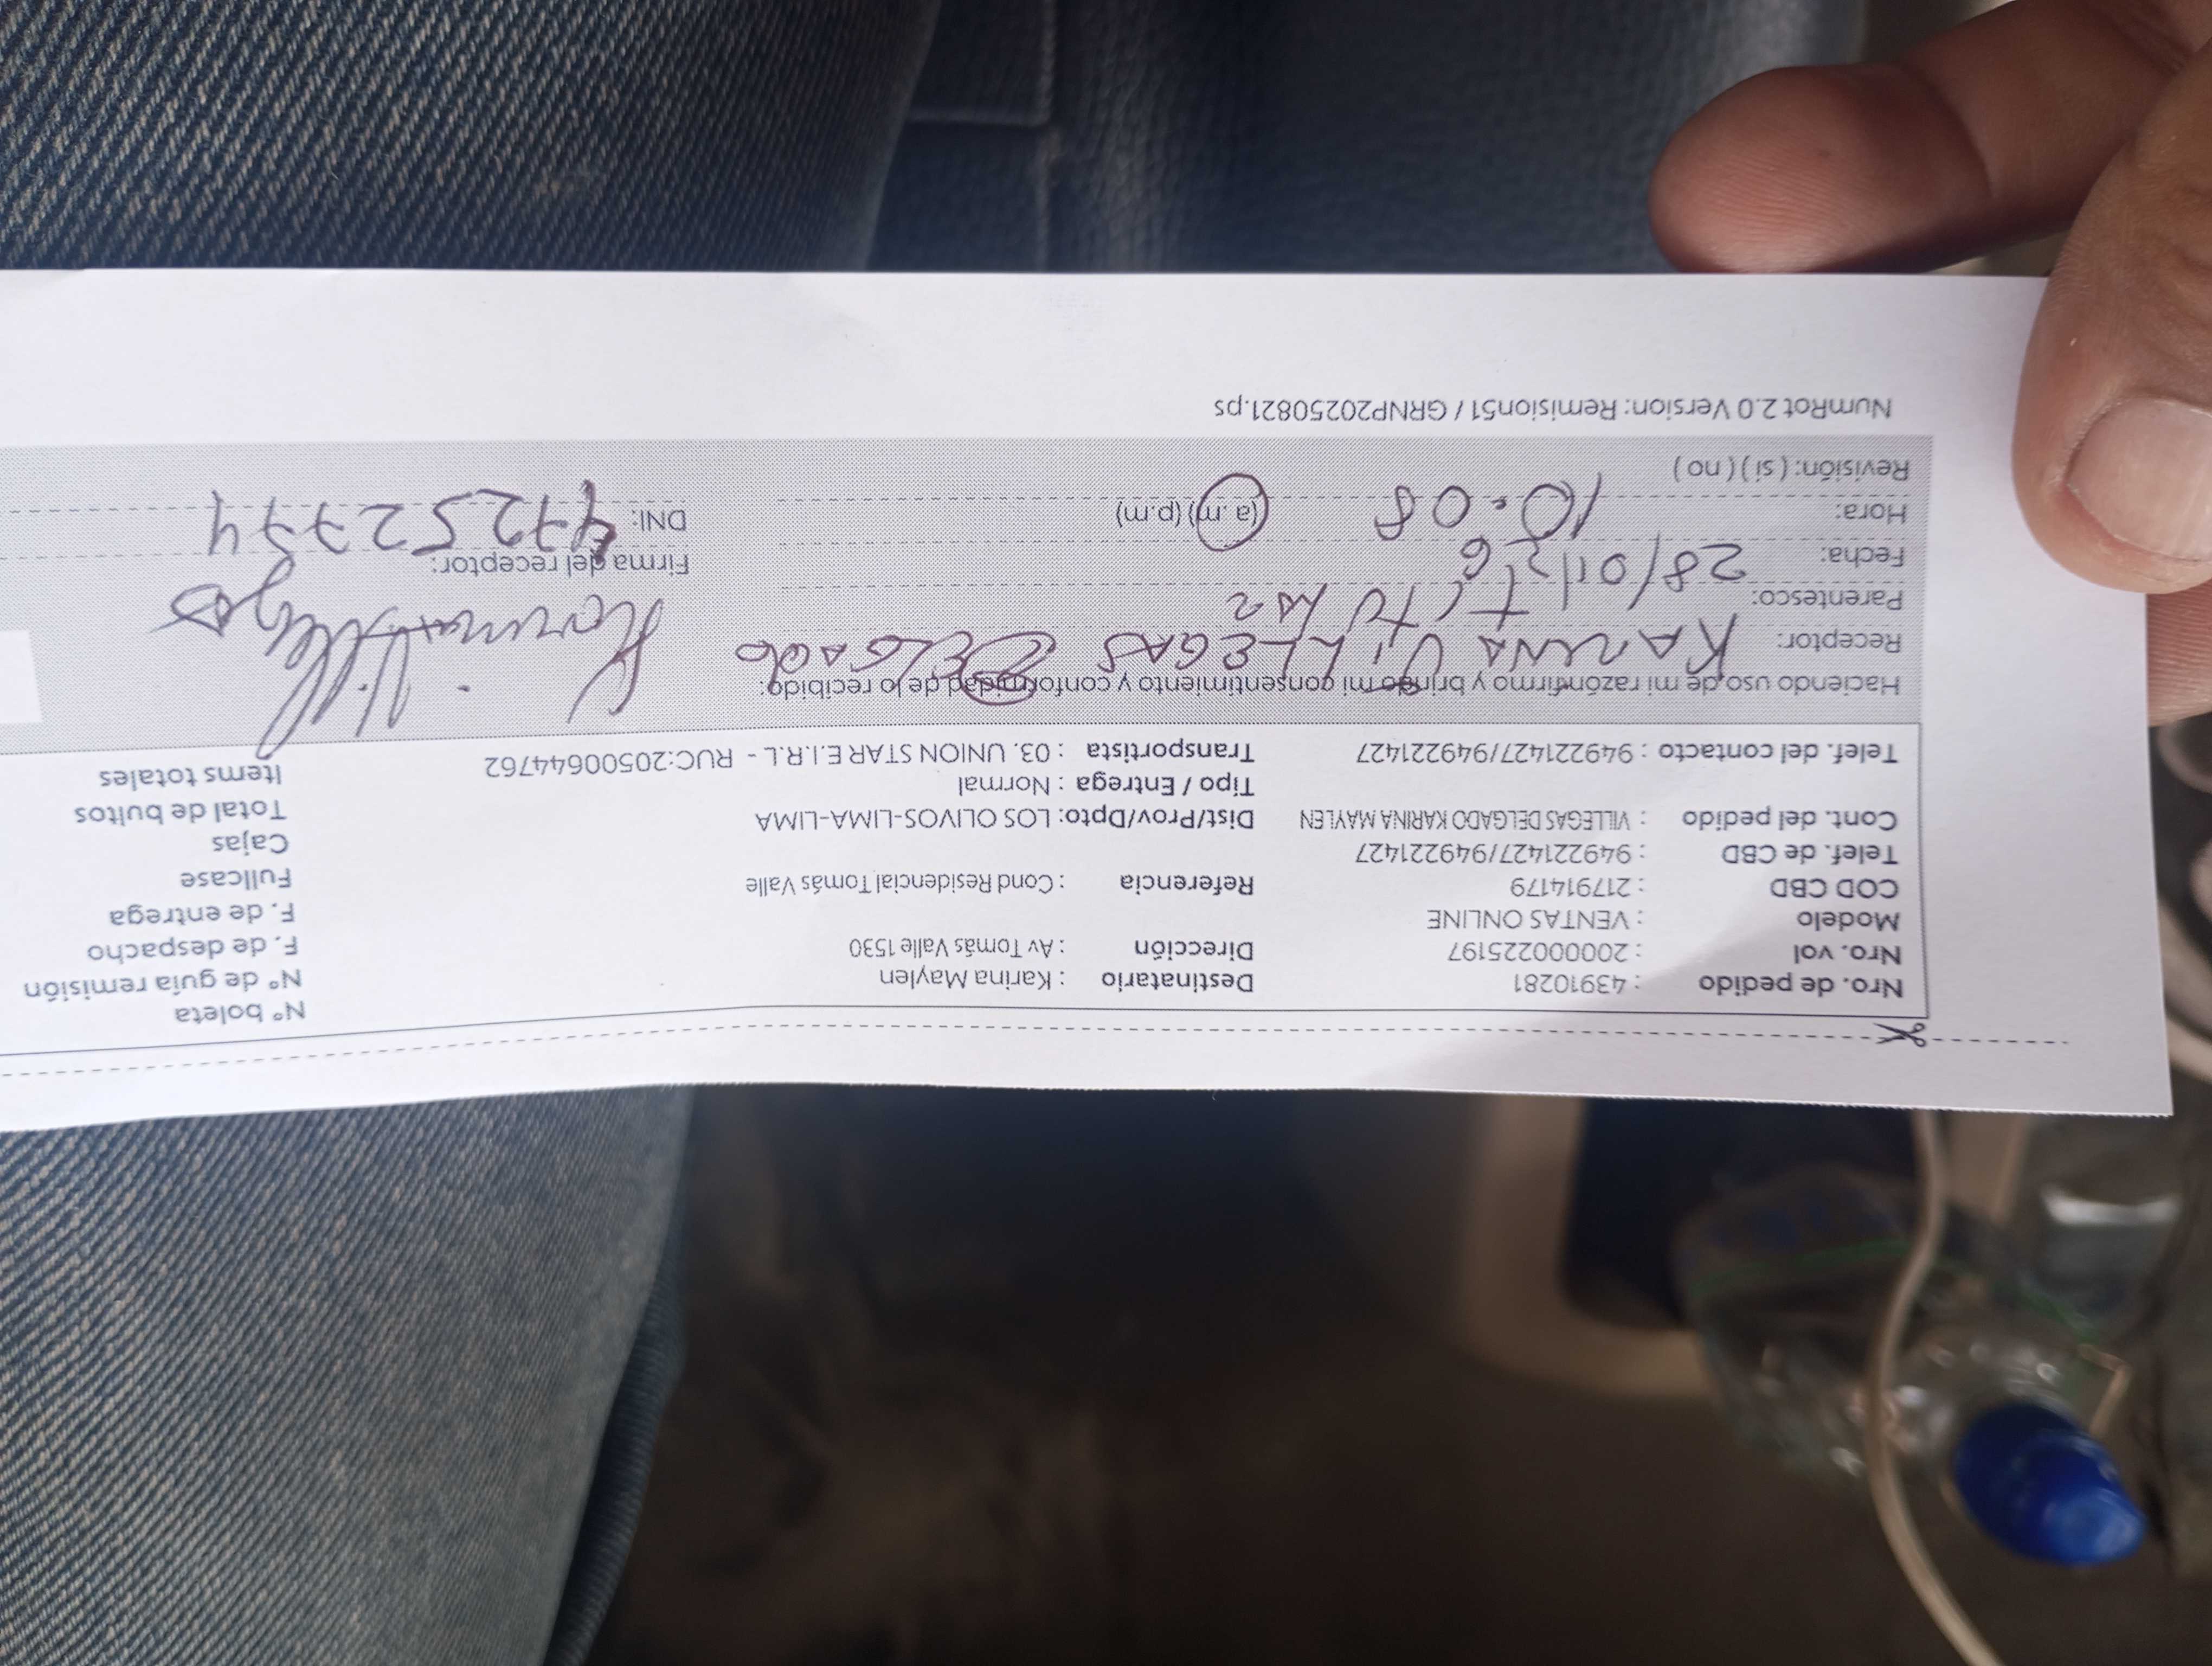 Nro. de pedido : 43910281 Destinatario : Karina Maylen N° boleta
Nro. vol : 200000225197 Dirección : Av Tomás Valle 1530 N° de guía remisión
Modelo : VENTAS ONLINE F. de despacho
COD CBD : 217914179 Referencia : Cond Residencial Tomás Valle F. de entrega
Telef. de CBD : 949221427/949221427 Fullcase
Cont. del pedido : VILLEGAS DELGADO KARINA MAYLEN Dist/Prov/Dpto: LOS OLIVOS-LIMA-LIMA Cajas
Tipo / Entrega : Normal Total de bultos
Telef. del contacto : 949221427/949221427 Transportista : 03. UNION STAR E.I.R.L - RUC:20500644762 Items totales
Haciendo uso de mi razón firmo y brindo mi consentimiento y conformidad de lo recibido:
Receptor: KARINA VILLEGAS DELGADO Karina Villegas
Parentesco: Titular
Firma del receptor:
Fecha: 28/01/26
DNI: 47252774
Hora: 10:08 (a.m) (p.m)
Revisión: ( si ) ( no )
NumRot 2.0 Version: Remision51 / GRNP20250821.ps